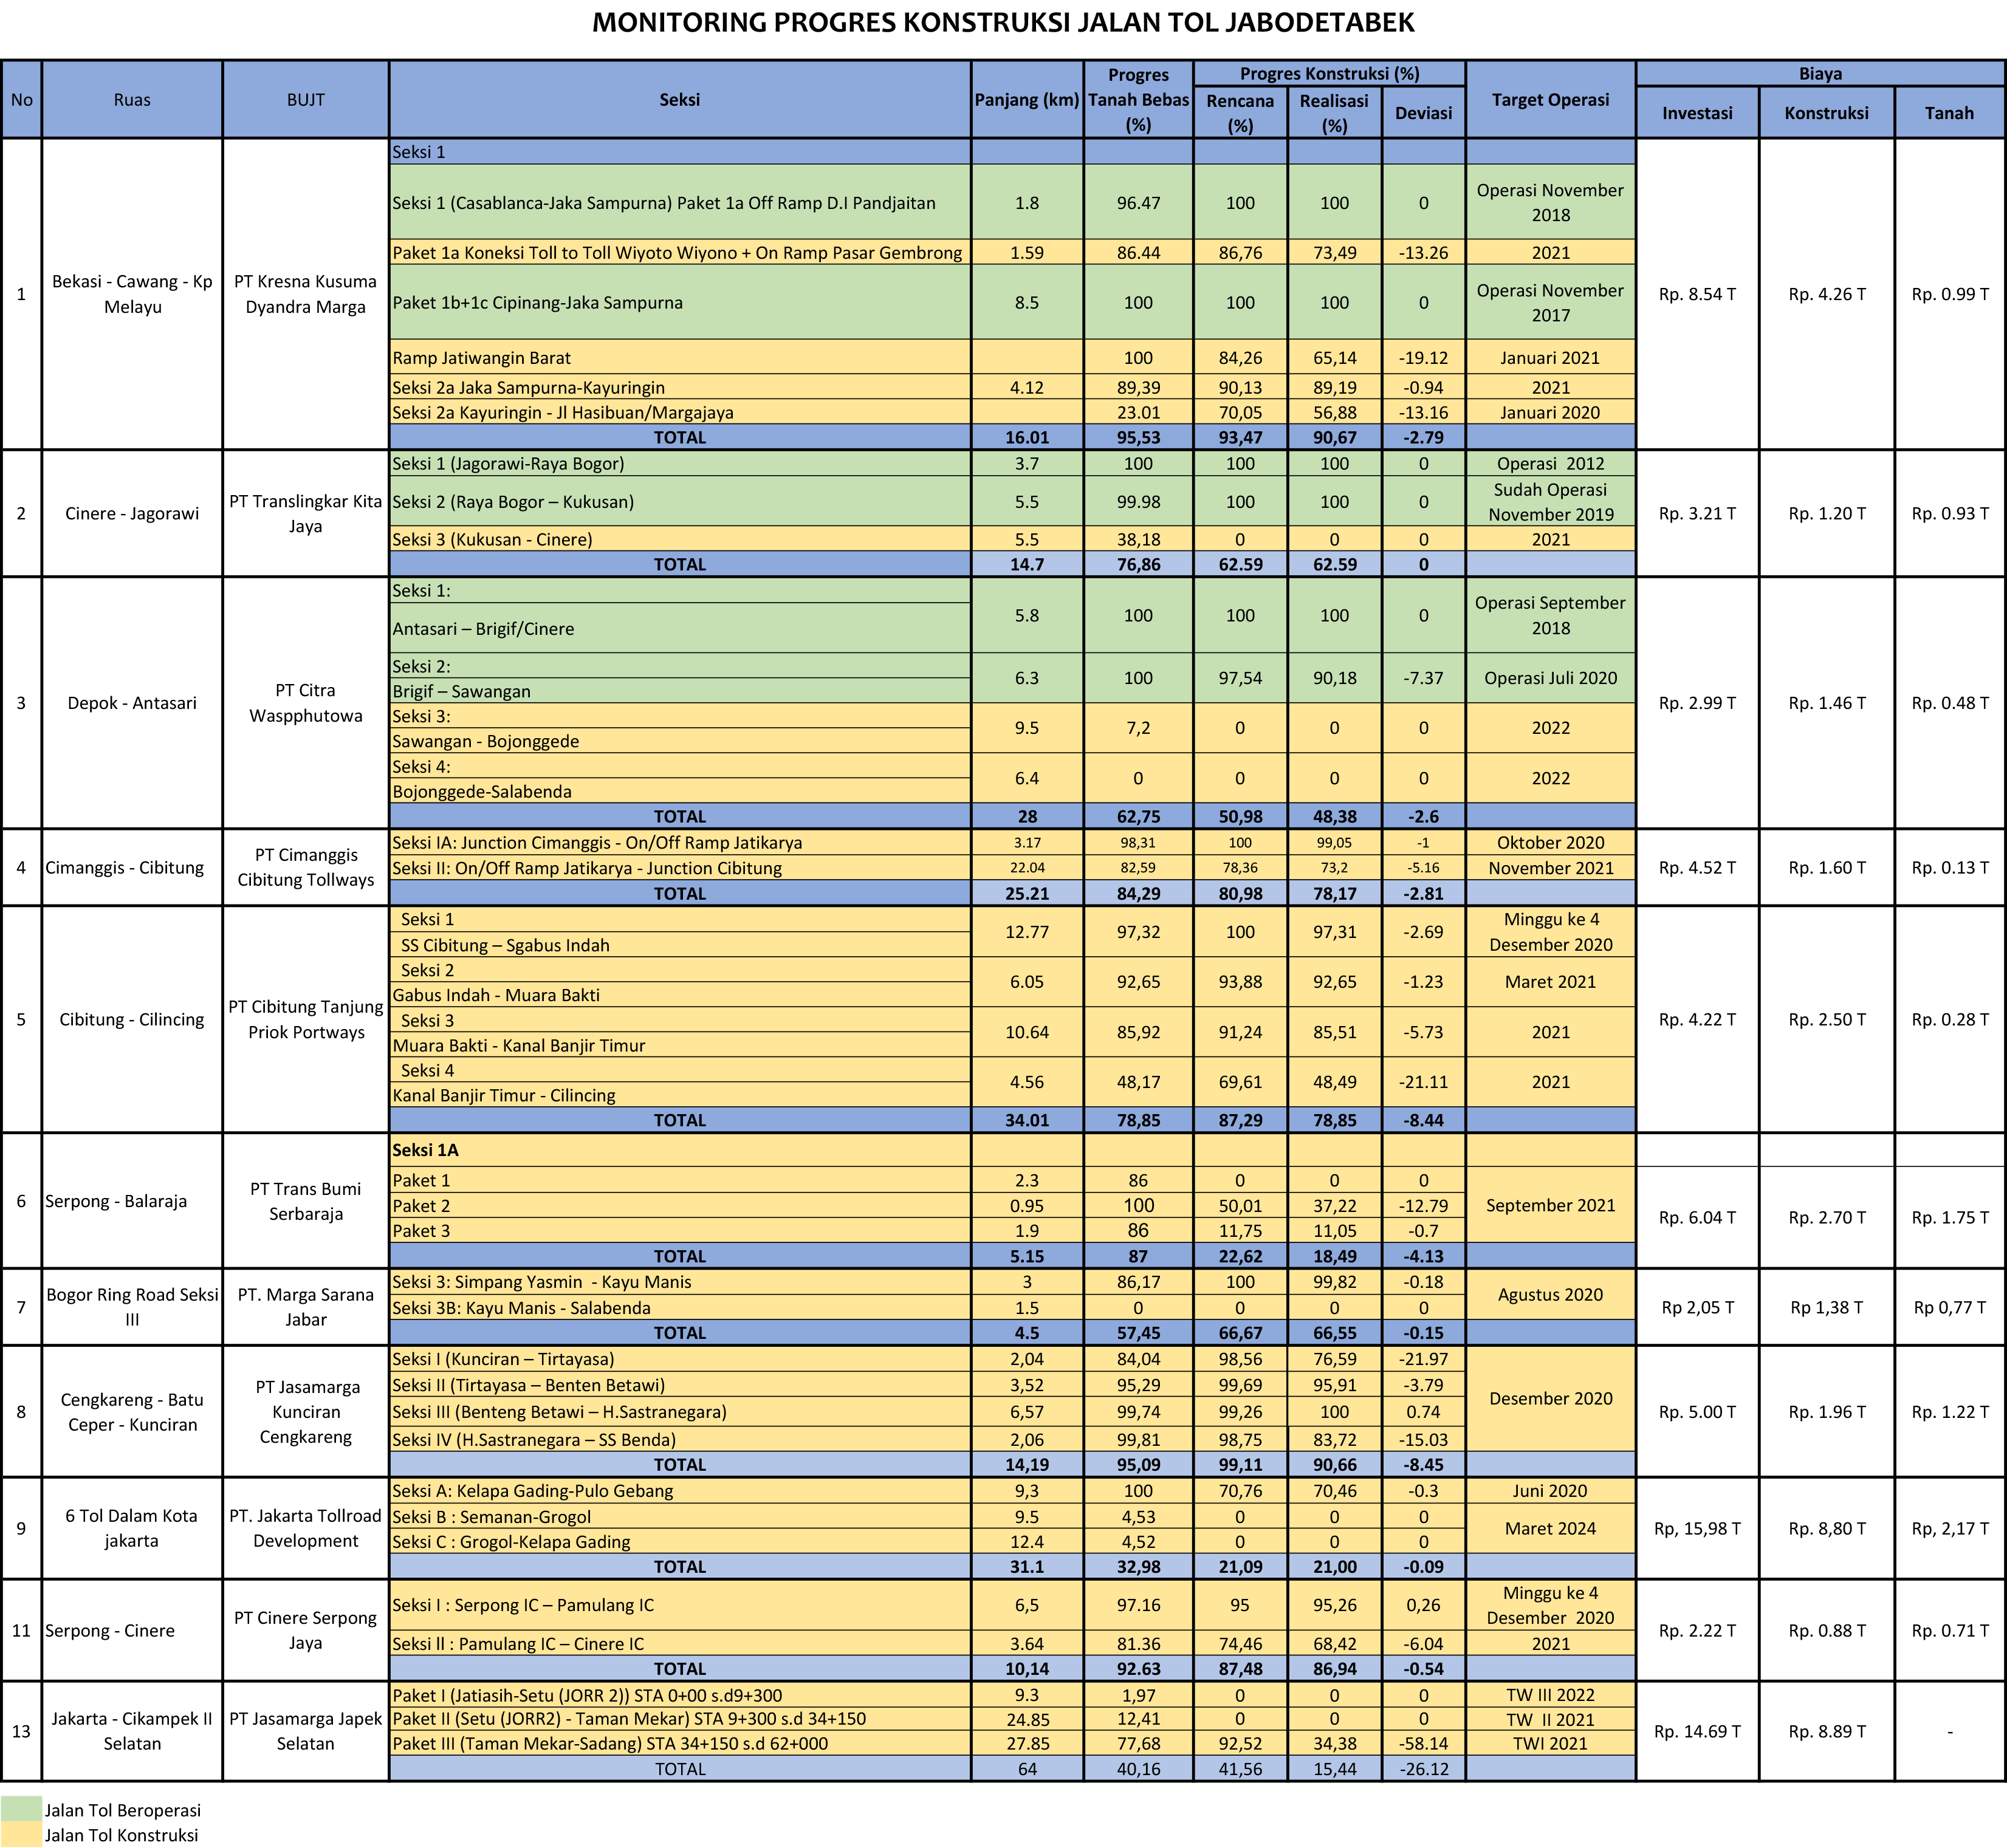 MONITORING PROGRES KONSTRUKSI JALAN TOL JABODETABEK
No Ruas BUJT Seksi Panjang (km) Progres Tanah Bebas (%) Progres Konstruksi (%) Target Operasi Biaya
Rencana (%) Realisasi (%) Deviasi Investasi Konstruksi Tanah
1 Bekasi - Cawang - Kp Melayu PT Kresna Kusuma Dyandra Marga Rp. 8.54 T Rp. 4.26 T Rp. 0.99 T
Seksi 1
Seksi 1 (Casablanca-Jaka Sampurna) Paket 1a Off Ramp D.I Pandjaitan 1.8 96.47 100 100 0 Operasi November 2018
Paket 1a Koneksi Toll to Toll Wiyoto Wiyono + On Ramp Pasar Gembrong 1.59 86.44 86,76 73,49 -13.26 2021
Paket 1b+1c Cipinang-Jaka Sampurna 8.5 100 100 100 0 Operasi November 2017
Ramp Jatiwangin Barat 100 84,26 65,14 -19.12 Januari 2021
Seksi 2a Jaka Sampurna-Kayuringin 4.12 89,39 90,13 89,19 -0.94 2021
Seksi 2a Kayuringin - Jl Hasibuan/Margajaya 23.01 70,05 56,88 -13.16 Januari 2020
TOTAL 16.01 95,53 93,47 90,67 -2.79
2 Cinere - Jagorawi PT Translingkar Kita Jaya Rp. 3.21 T Rp. 1.20 T Rp. 0.93 T
Seksi 1 (Jagorawi-Raya Bogor) 3.7 100 100 100 0 Operasi 2012
Seksi 2 (Raya Bogor – Kukusan) 5.5 99.98 100 100 0 Sudah Operasi November 2019
Seksi 3 (Kukusan - Cinere) 5.5 38,18 0 0 0 2021
TOTAL 14.7 76,86 62.59 62.59 0
3 Depok - Antasari PT Citra Waspphutowa Rp. 2.99 T Rp. 1.46 T Rp. 0.48 T
Seksi 1:
Antasari – Brigif/Cinere 5.8 100 100 100 0 Operasi September 2018
Seksi 2:
Brigif – Sawangan 6.3 100 97,54 90,18 -7.37 Operasi Juli 2020
Seksi 3:
Sawangan - Bojonggede 9.5 7,2 0 0 0 2022
Seksi 4:
Bojonggede-Salabenda 6.4 0 0 0 0 2022
TOTAL 28 62,75 50,98 48,38 -2.6
4 Cimanggis - Cibitung PT Cimanggis Cibitung Tollways Rp. 4.52 T Rp. 1.60 T Rp. 0.13 T
Seksi IA: Junction Cimanggis - On/Off Ramp Jatikarya 3.17 98,31 100 99,05 -1 Oktober 2020
Seksi II: On/Off Ramp Jatikarya - Junction Cibitung 22.04 82,59 78,36 73,2 -5.16 November 2021
TOTAL 25.21 84,29 80,98 78,17 -2.81
5 Cibitung - Cilincing PT Cibitung Tanjung Priok Portways Rp. 4.22 T Rp. 2.50 T Rp. 0.28 T
Seksi 1
SS Cibitung – Sgabus Indah 12.77 97,32 100 97,31 -2.69 Minggu ke 4 Desember 2020
Seksi 2
Gabus Indah - Muara Bakti 6.05 92,65 93,88 92,65 -1.23 Maret 2021
Seksi 3
Muara Bakti - Kanal Banjir Timur 10.64 85,92 91,24 85,51 -5.73 2021
Seksi 4
Kanal Banjir Timur - Cilincing 4.56 48,17 69,61 48,49 -21.11 2021
TOTAL 34.01 78,85 87,29 78,85 -8.44
6 Serpong - Balaraja PT Trans Bumi Serbaraja Rp. 6.04 T Rp. 2.70 T Rp. 1.75 T
Seksi 1A
Paket 1 2.3 86 0 0 0 September 2021
Paket 2 0.95 100 50,01 37,22 -12.79
Paket 3 1.9 86 11,75 11,05 -0.7
TOTAL 5.15 87 22,62 18,49 -4.13
7 Bogor Ring Road Seksi III PT. Marga Sarana Jabar Rp 2,05 T Rp 1,38 T Rp 0,77 T
Seksi 3: Simpang Yasmin - Kayu Manis 3 86,17 100 99,82 -0.18 Agustus 2020
Seksi 3B: Kayu Manis - Salabenda 1.5 0 0 0 0
TOTAL 4.5 57,45 66,67 66,55 -0.15
8 Cengkareng - Batu Ceper - Kunciran PT Jasamarga Kunciran Cengkareng Rp. 5.00 T Rp. 1.96 T Rp. 1.22 T
Seksi I (Kunciran – Tirtayasa) 2,04 84,04 98,56 76,59 -21.97 Desember 2020
Seksi II (Tirtayasa – Benten Betawi) 3,52 95,29 99,69 95,91 -3.79
Seksi III (Benteng Betawi – H.Sastranegara) 6,57 99,74 99,26 100 0.74
Seksi IV (H.Sastranegara – SS Benda) 2,06 99,81 98,75 83,72 -15.03
TOTAL 14,19 95,09 99,11 90,66 -8.45
9 6 Tol Dalam Kota jakarta PT. Jakarta Tollroad Development Rp, 15,98 T Rp, 8,80 T Rp, 2,17 T
Seksi A: Kelapa Gading-Pulo Gebang 9,3 100 70,76 70,46 -0.3 Juni 2020
Seksi B : Semanan-Grogol 9.5 4,53 0 0 0 Maret 2024
Seksi C : Grogol-Kelapa Gading 12.4 4,52 0 0 0
TOTAL 31.1 32,98 21,09 21,00 -0.09
11 Serpong - Cinere PT Cinere Serpong Jaya Rp. 2.22 T Rp. 0.88 T Rp. 0.71 T
Seksi I : Serpong IC – Pamulang IC 6,5 97.16 95 95,26 0,26 Minggu ke 4 Desember 2020
Seksi ll : Pamulang IC – Cinere IC 3.64 81.36 74,46 68,42 -6.04 2021
TOTAL 10,14 92.63 87,48 86,94 -0.54
13 Jakarta - Cikampek II Selatan PT Jasamarga Japek Selatan Rp. 14.69 T Rp. 8.89 T -
Paket I (Jatiasih-Setu (JORR 2)) STA 0+00 s.d9+300 9.3 1,97 0 0 0 TW III 2022
Paket II (Setu (JORR2) - Taman Mekar) STA 9+300 s.d 34+150 24.85 12,41 0 0 0 TW II 2021
Paket III (Taman Mekar-Sadang) STA 34+150 s.d 62+000 27.85 77,68 92,52 34,38 -58.14 TWI 2021
TOTAL 64 40,16 41,56 15,44 -26.12
Jalan Tol Beroperasi
Jalan Tol Konstruksi